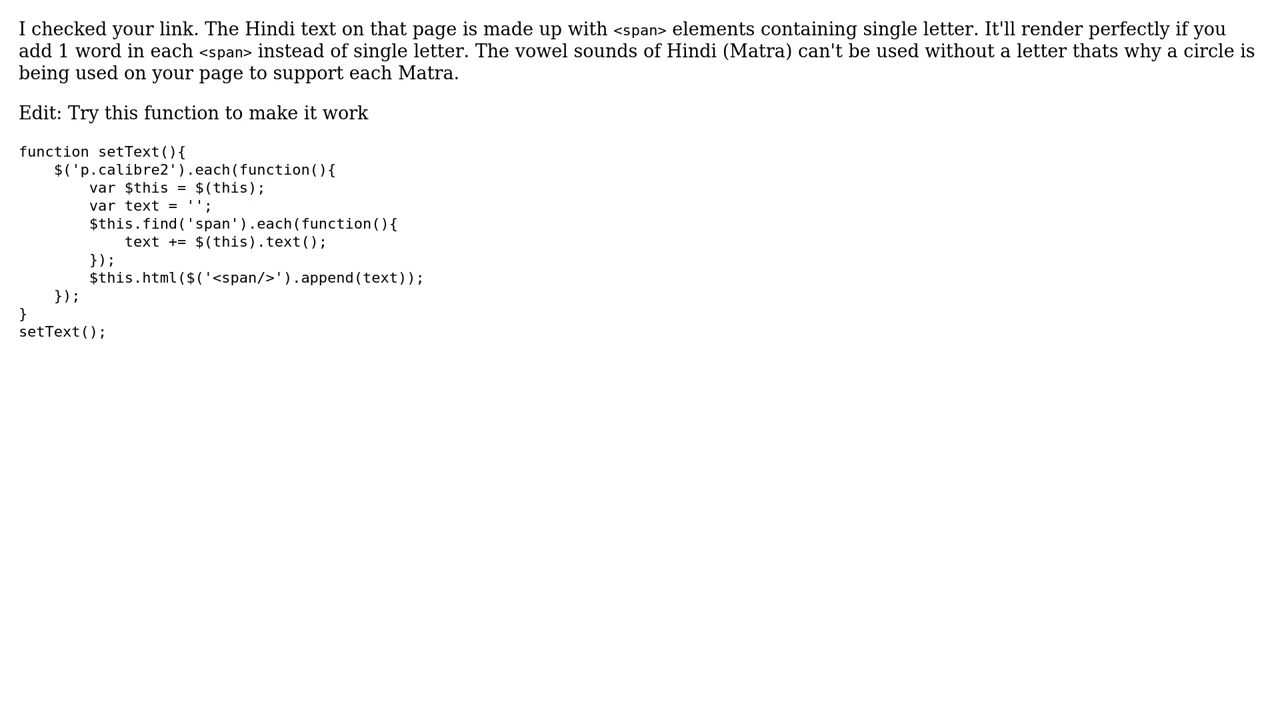 I checked your link. The Hindi text on that page is made up with <span> elements containing single letter. It'll render perfectly if you
add 1 word in each <span> instead of single letter. The vowel sounds of Hindi (Matra) can't be used without a letter thats why a circle is
being used on your page to support each Matra.
Edit: Try this function to make it work
function setText(){
    $('p.calibre2').each(function(){
        var $this = $(this);
        var text = '';
        $this.find('span').each(function(){
            text += $(this).text();
        });
        $this.html($('<span/>').append(text));
    });
}
setText();